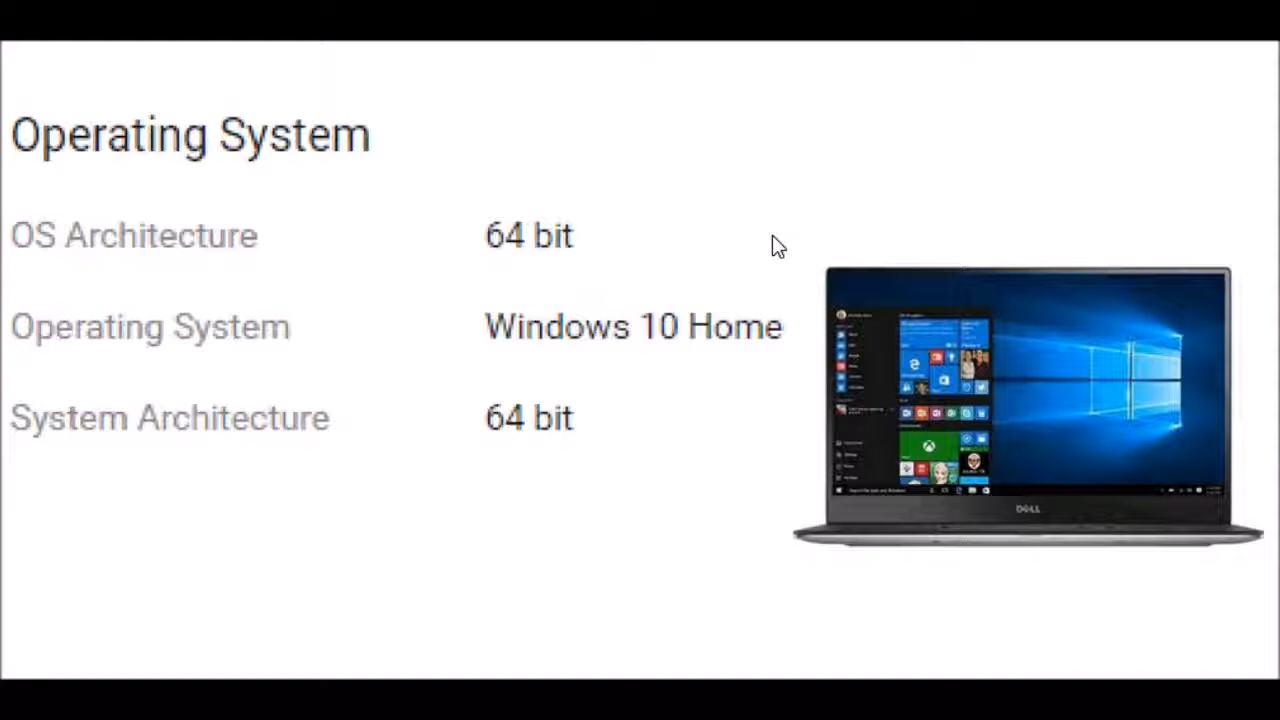 Operating System
OS Architecture 64 bit
Operating System Windows 10 Home
System Architecture 64 bit
DELL